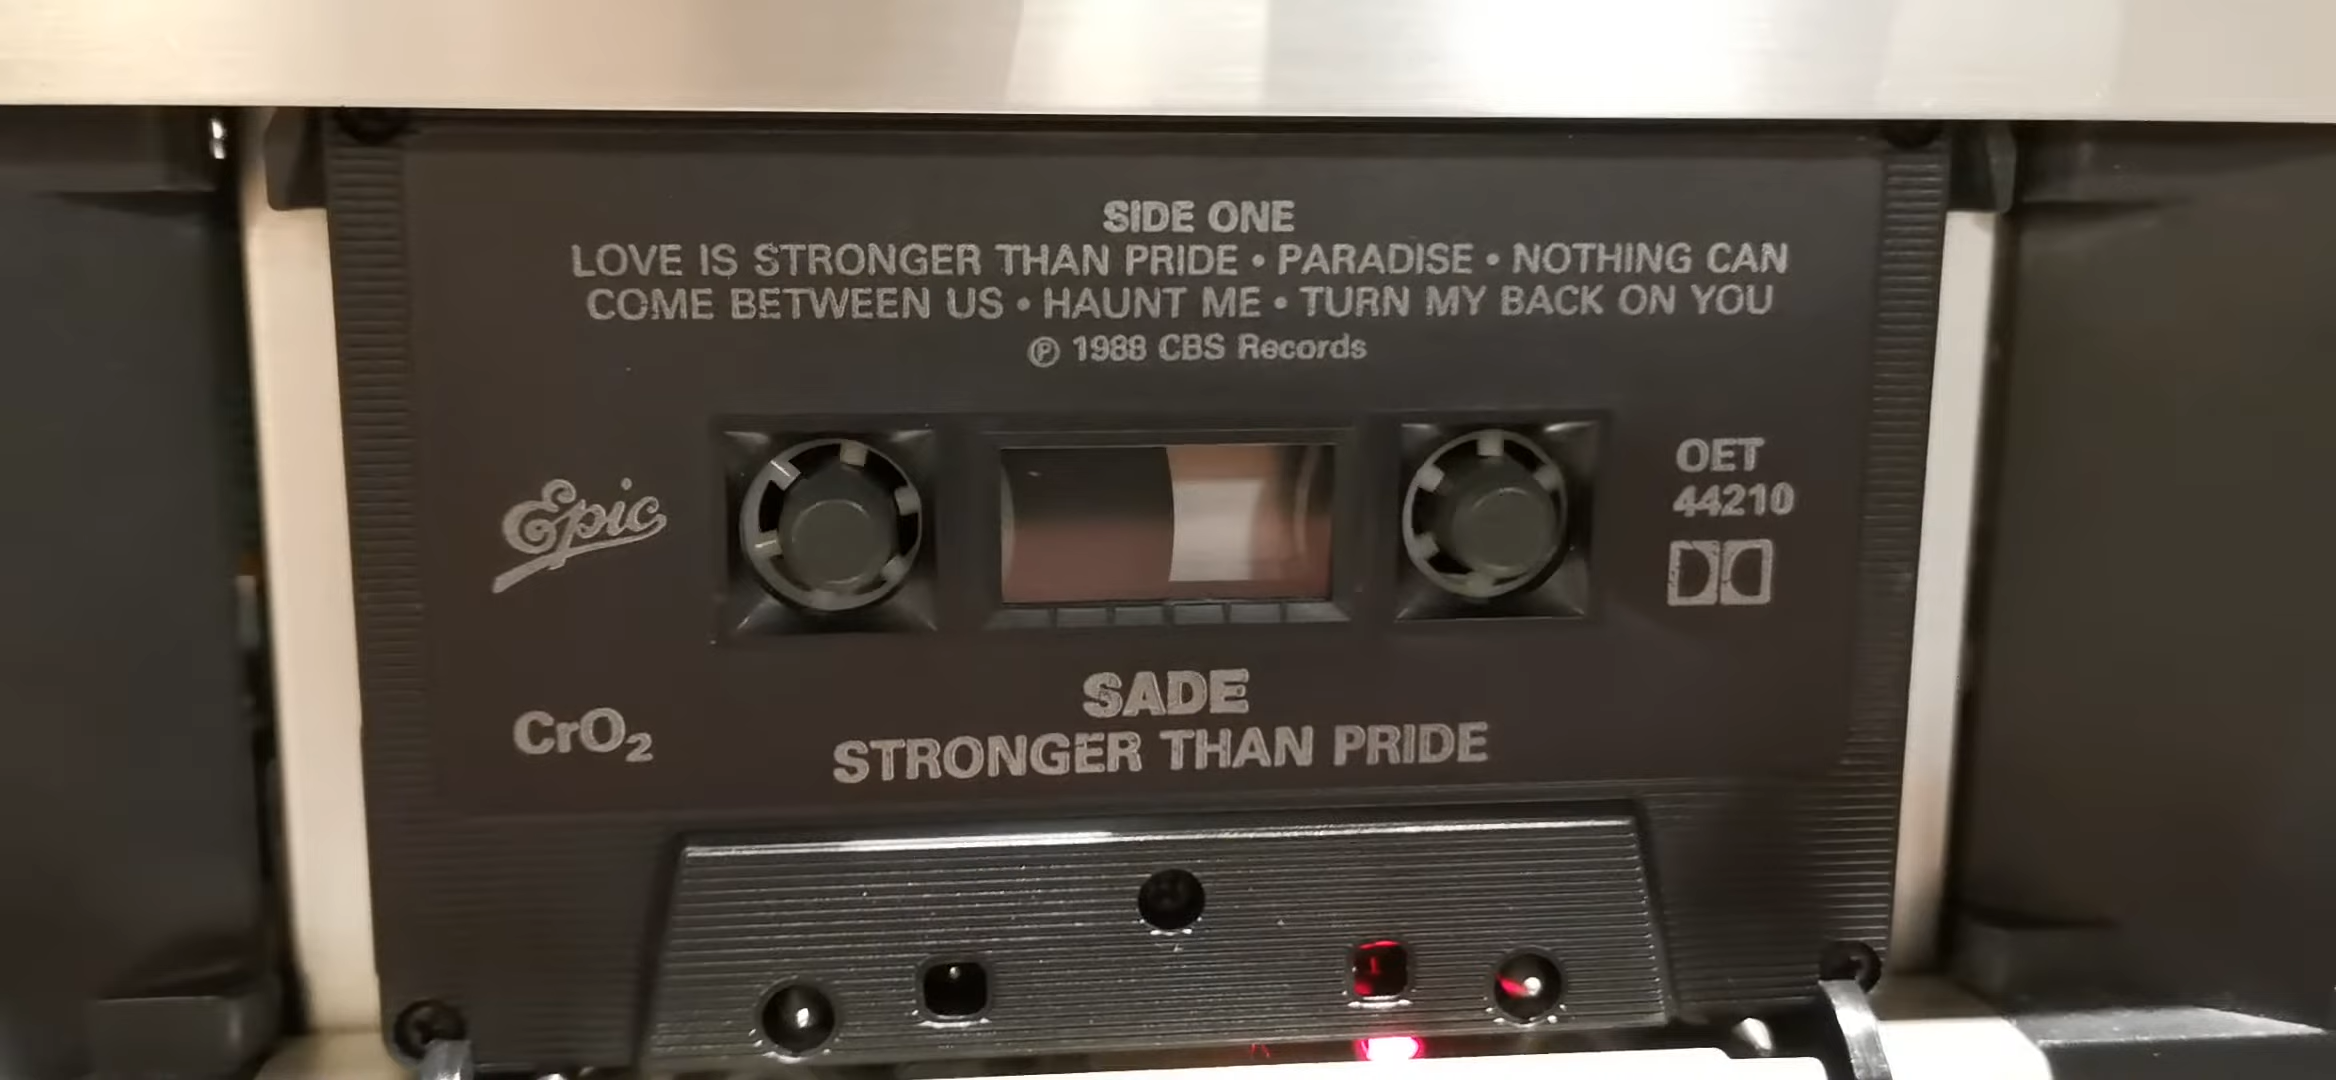 SIDE ONE
LOVE IS STRONGER THAN PRIDE • PARADISE • NOTHING CAN
COME BETWEEN US • HAUNT ME • TURN MY BACK ON YOU
Ⓟ 1988 CBS Records
Epic
OET
44210
CrO₂
SADE
STRONGER THAN PRIDE